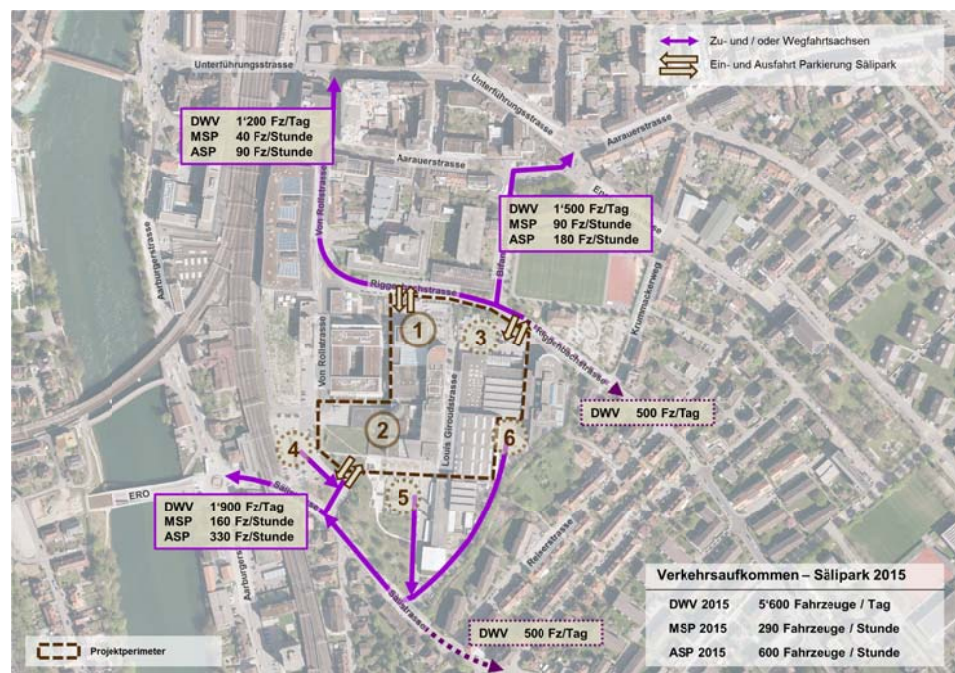 Zu- und / oder Wegfahrtsachsen
Ein- und Ausfahrt Parkierung Sälipark
Unterführungsstrasse
Unterführungsstrasse
Aarauerstrasse
Aarauerstrasse
DWV 1'200 Fz/Tag
MSP 40 Fz/Stunde
ASP 90 Fz/Stunde
DWV 1'500 Fz/Tag
MSP 90 Fz/Stunde
ASP 180 Fz/Stunde
Von Rollstrasse
Aarburgerstrasse
Krummackerweg
Riggenbachstrasse
Riggenbachstrasse
1
3
Von Rollstrasse
Louis Giroudstrasse
DWV 500 Fz/Tag
2
6
4
5
Sälistrasse
ERO
DWV 1'900 Fz/Tag
MSP 160 Fz/Stunde
ASP 330 Fz/Stunde
Reiserstrasse
Sälistrasse
DWV 500 Fz/Tag
Verkehrsaufkommen – Sälipark 2015
DWV 2015 5'600 Fahrzeuge / Tag
MSP 2015 290 Fahrzeuge / Stunde
ASP 2015 600 Fahrzeuge / Stunde
Projektperimeter